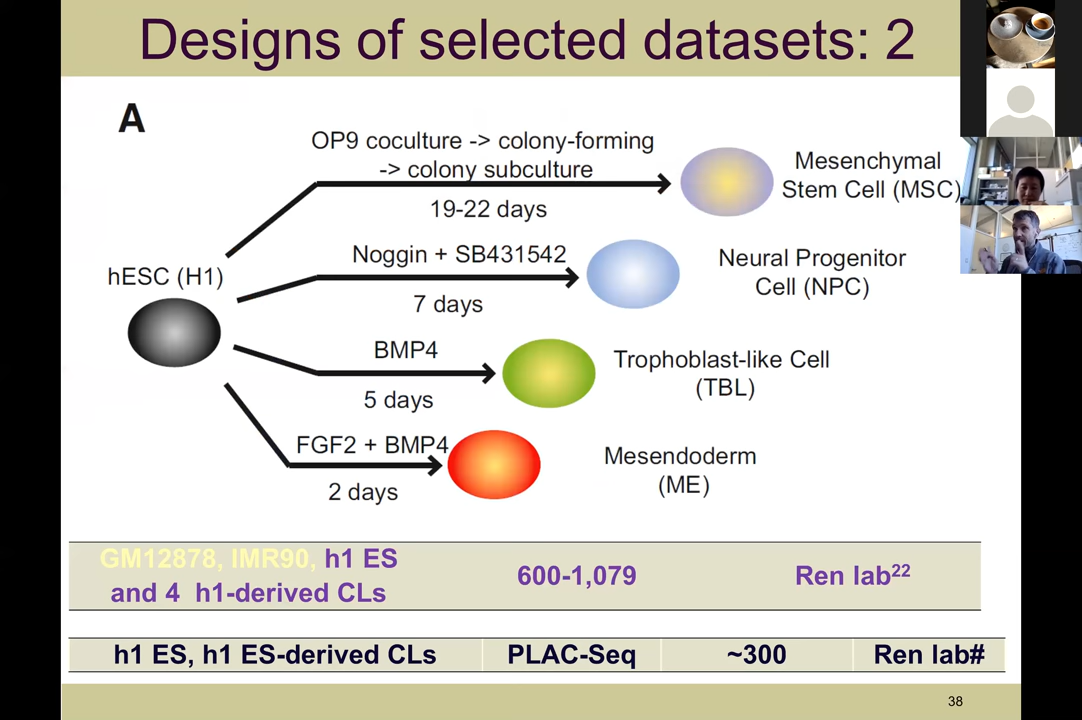 Designs of selected datasets: 2
A
OP9 coculture -> colony-forming
-> colony subculture
19-22 days
Mesenchymal
Stem Cell (MSC)
hESC (H1)
Noggin + SB431542
7 days
Neural Progenitor
Cell (NPC)
BMP4
5 days
Trophoblast-like Cell
(TBL)
FGF2 + BMP4
2 days
Mesendoderm
(ME)
GM12878, IMR90, h1 ES
and 4 h1-derived CLs
600-1,079
Ren lab22
h1 ES, h1 ES-derived CLs
PLAC-Seq
~300
Ren lab#
38